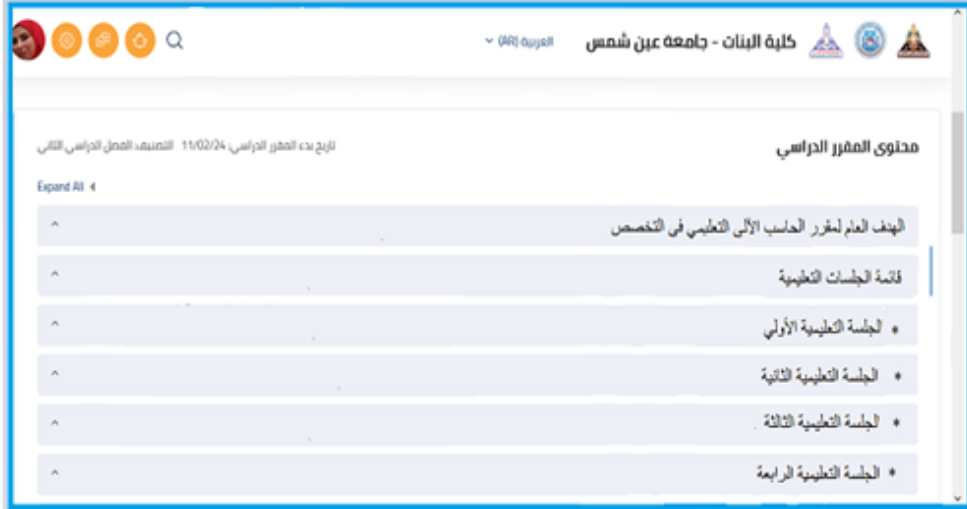 كلية البنات - جامعة عين شمس
العربية (AR)
محتوى المقرر الدراسي
تاريخ بدء المقرر الدراسي: 11/02/24 التصنيف: الفصل الدراسي الثاني
Expand All
الهدف العام لمقرر الحاسب الألى التعليمي فى التخصص
قائمة الجلسات التعليمية
الجلسة التعليمية الأولي
الجلسة التعليمية الثانية
الجلسة التعليمية الثالثة
الجلسة التعليمية الرابعة